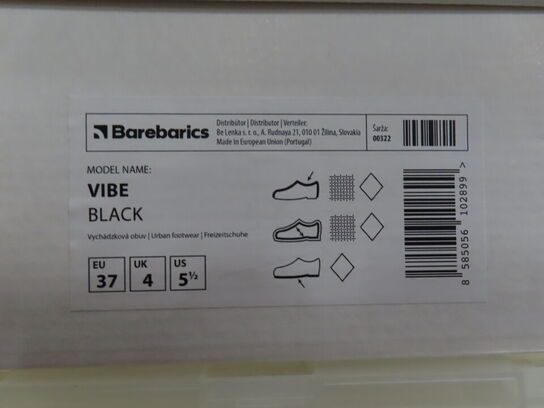 Barebarics
Distribútor | Distributor | Verteiler:
Be Lenka s. r. o., A. Rudnaya 21, 010 01 Žilina, Slovakia
Made in European Union (Portugal)
Šarža:
00322
MODEL NAME:
VIBE
BLACK
Vychádzková obuv | Urban footwear | Freizeitschuhe
EU 37
UK 4
US 5½
8 585056 102899 >